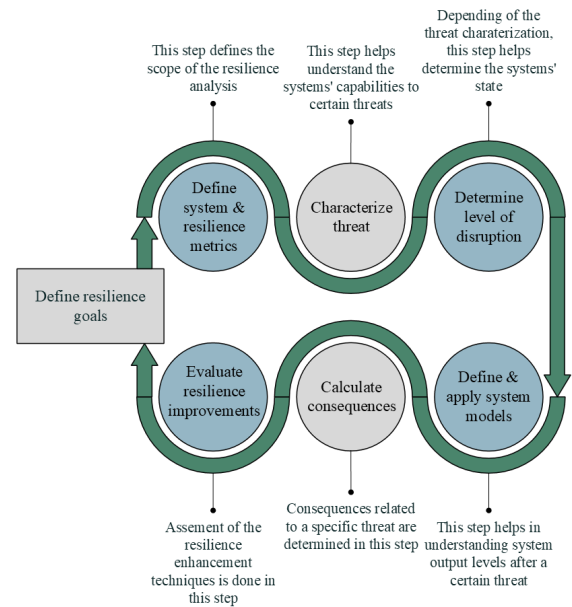 This step defines the
scope of the resilience
analysis
This step helps
understand the
systems' capabilities to
certain threats
Depending of the
threat charaterization,
this step helps
determine the systems'
state
Define
system &
resilience
metrics
Characterize
threat
Determine
level of
disruption
Define resilience
goals
Evaluate
resilience
improvements
Calculate
consequences
Define &
apply system
models
Assement of the
resilience
enhancement
techniques is done in
this step
Consequences related
to a specific threat are
determined in this step
This step helps in
understanding system
output levels after a
certain threat